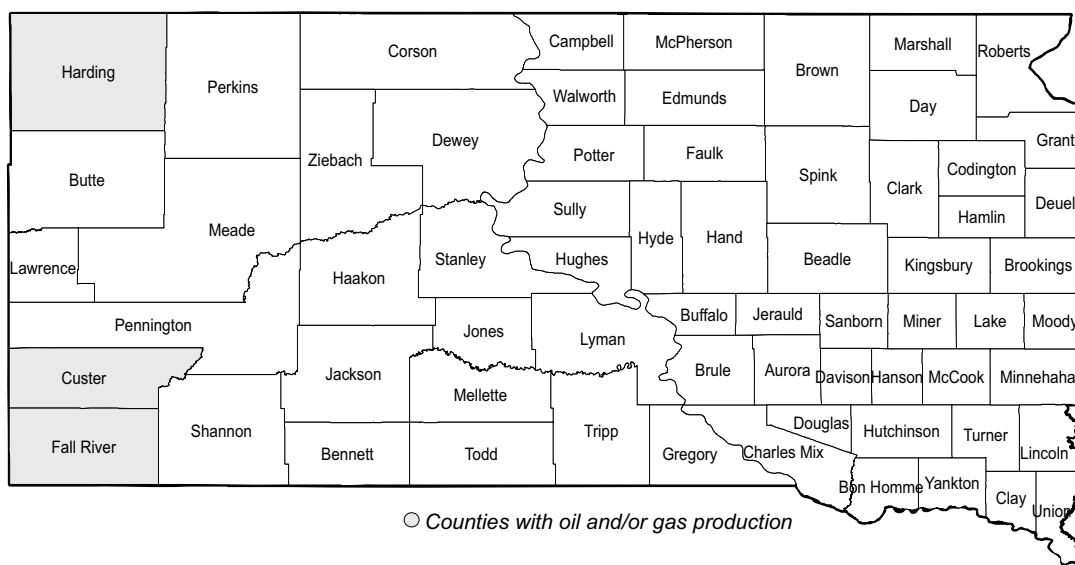 Harding
Perkins
Corson
Campbell
McPherson
Brown
Marshall
Roberts
Walworth
Edmunds
Day
Dewey
Ziebach
Butte
Potter
Faulk
Spink
Clark
Codington
Grant
Deuel
Hamlin
Meade
Sully
Hyde
Hand
Lawrence
Haakon
Stanley
Hughes
Beadle
Kingsbury
Brookings
Pennington
Jones
Lyman
Buffalo
Jerauld
Sanborn
Miner
Lake
Moody
Custer
Jackson
Mellette
Brule
Aurora
Davison
Hanson
McCook
Minnehaha
Fall River
Shannon
Bennett
Todd
Tripp
Gregory
Charles Mix
Douglas
Hutchinson
Turner
Lincoln
Bon Homme
Yankton
Clay
Union
Counties with oil and/or gas production